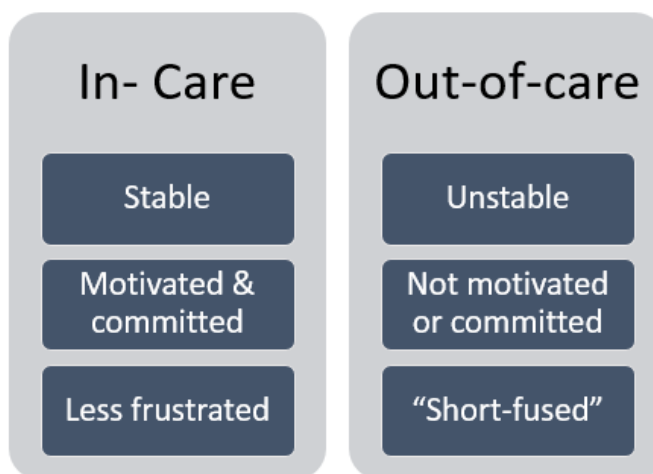 In- Care
Stable
Motivated &
committed
Less frustrated
Out-of-care
Unstable
Not motivated
or committed
“Short-fused”